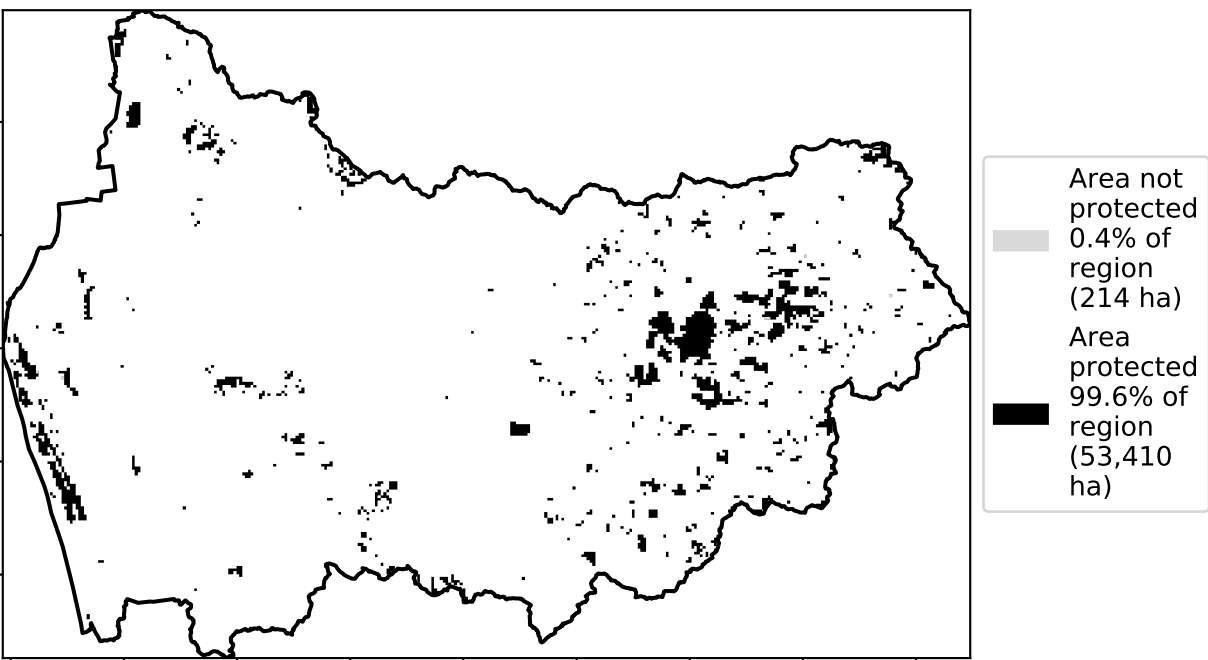 Area not
protected
0.4% of
region
(214 ha)
Area
protected
99.6% of
region
(53,410
ha)